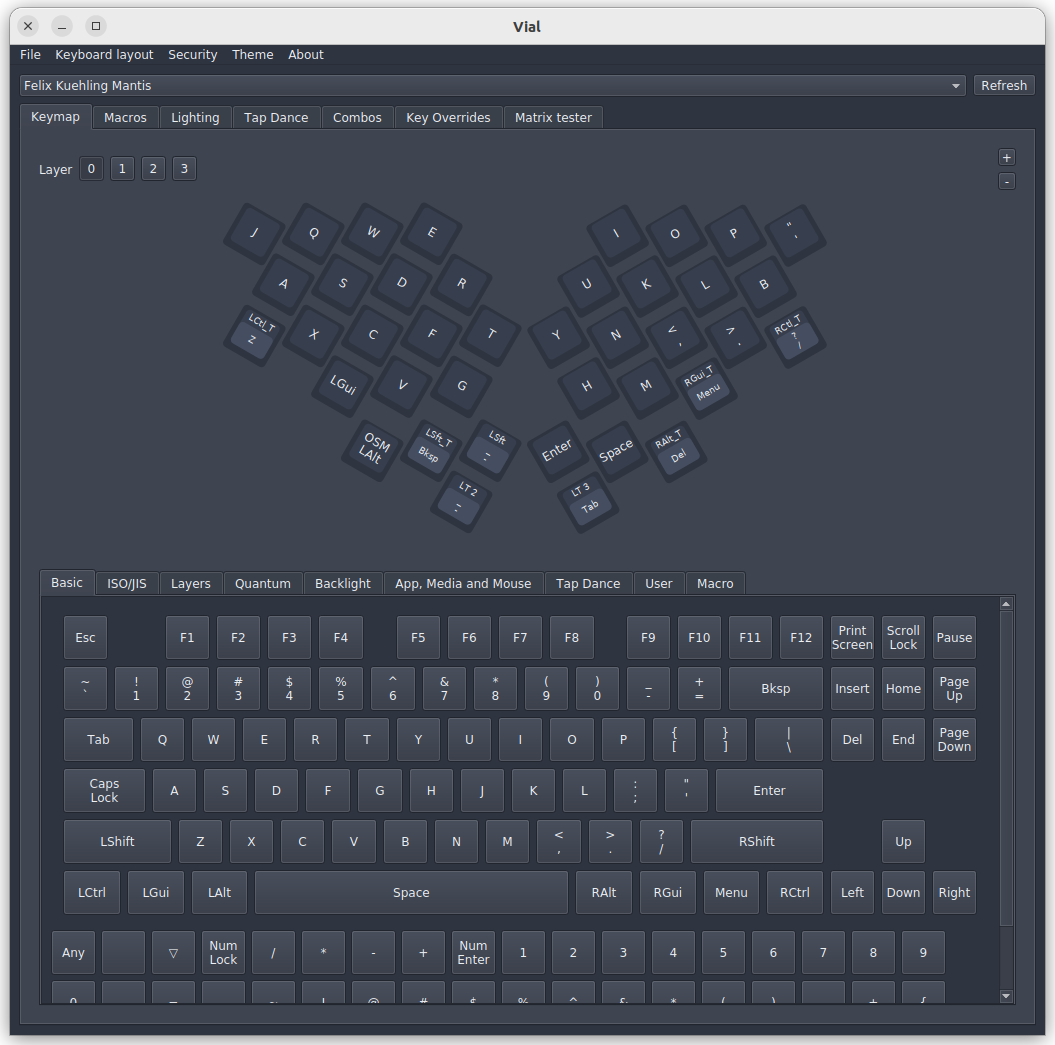 Vial
File Keyboard layout Security Theme About
Felix Kuehling Mantis Refresh
Keymap Macros Lighting Tap Dance Combos Key Overrides Matrix tester
Layer 0 1 2 3 +
-
J Q W E I O P " '
A S D R U K L B
LCtl_T Z X C F T Y N < , > . RCtl_T ? /
LGui V G H M RGui_T Menu
OSM LAlt LSft_T Bksp LSft _ - Enter Space RAlt_T Del
LT 2 _ - LT 3 Tab
Basic ISO/JIS Layers Quantum Backlight App, Media and Mouse Tap Dance User Macro
Esc F1 F2 F3 F4 F5 F6 F7 F8 F9 F10 F11 F12 Print Screen Scroll Lock Pause
~ ` ! 1 @ 2 # 3 $ 4 % 5 ^ 6 & 7 * 8 ( 9 ) 0 _ - + = Bksp Insert Home Page Up
Tab Q W E R T Y U I O P { [ } ] | \ Del End Page Down
Caps Lock A S D F G H J K L : ; " ' Enter
LShift Z X C V B N M < , > . ? / RShift Up
LCtrl LGui LAlt Space RAlt RGui Menu RCtrl Left Down Right
Any ▽ Num Lock / * - + Num Enter 1 2 3 4 5 6 7 8 9
0 . = , ~ ! @ # $ % ^ & * ( ) _ + {